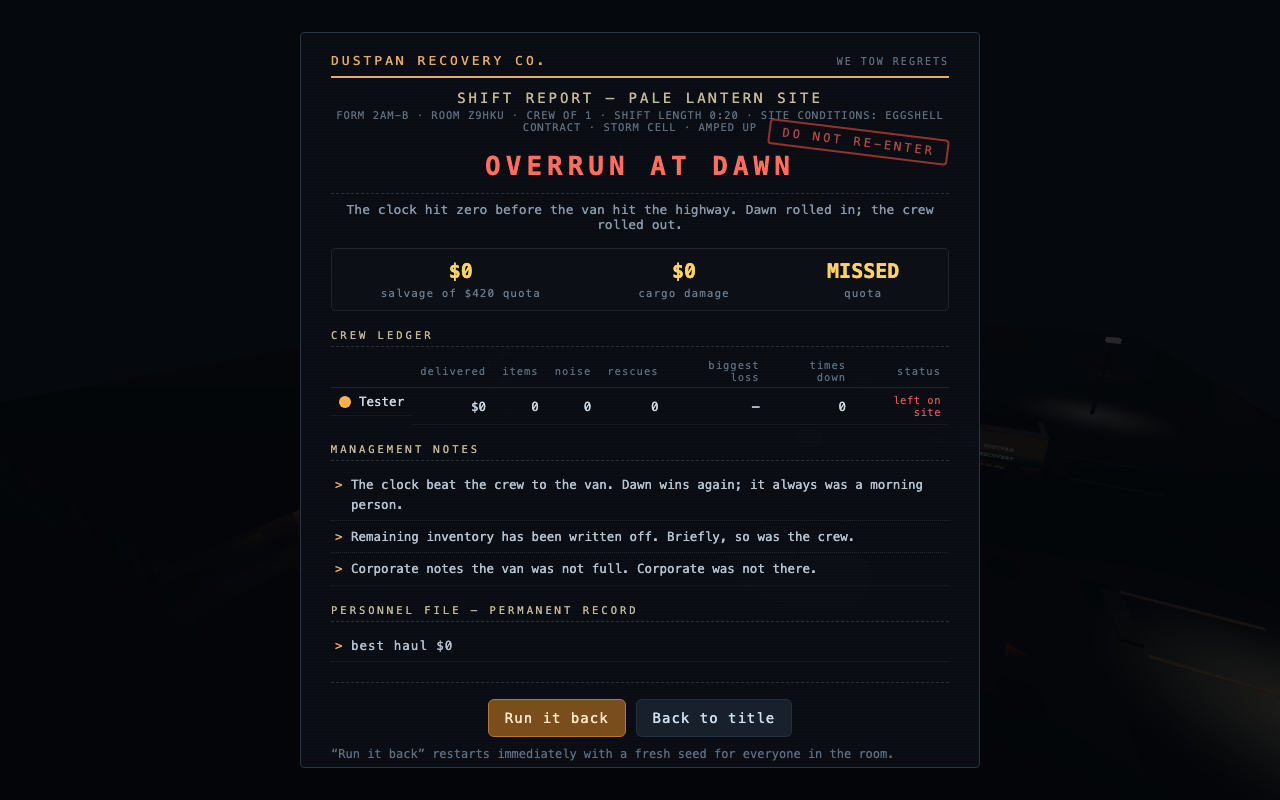 DUSTPAN RECOVERY CO.
WE TOW REGRETS
SHIFT REPORT — PALE LANTERN SITE
FORM 2AM-B · ROOM Z9HKU · CREW OF 1 · SHIFT LENGTH 0:20 · SITE CONDITIONS: EGGSHELL
CONTRACT · STORM CELL · AMPED UP
DO NOT RE-ENTER
OVERRUN AT DAWN
The clock hit zero before the van hit the highway. Dawn rolled in; the crew
rolled out.
$0
salvage of $420 quota
$0
cargo damage
MISSED
quota
CREW LEDGER
delivered items noise rescues biggest loss times down status
Tester $0 0 0 0 — 0 left on site
MANAGEMENT NOTES
> The clock beat the crew to the van. Dawn wins again; it always was a morning
person.
> Remaining inventory has been written off. Briefly, so was the crew.
> Corporate notes the van was not full. Corporate was not there.
PERSONNEL FILE — PERMANENT RECORD
> best haul $0
Run it back
Back to title
“Run it back” restarts immediately with a fresh seed for everyone in the room.